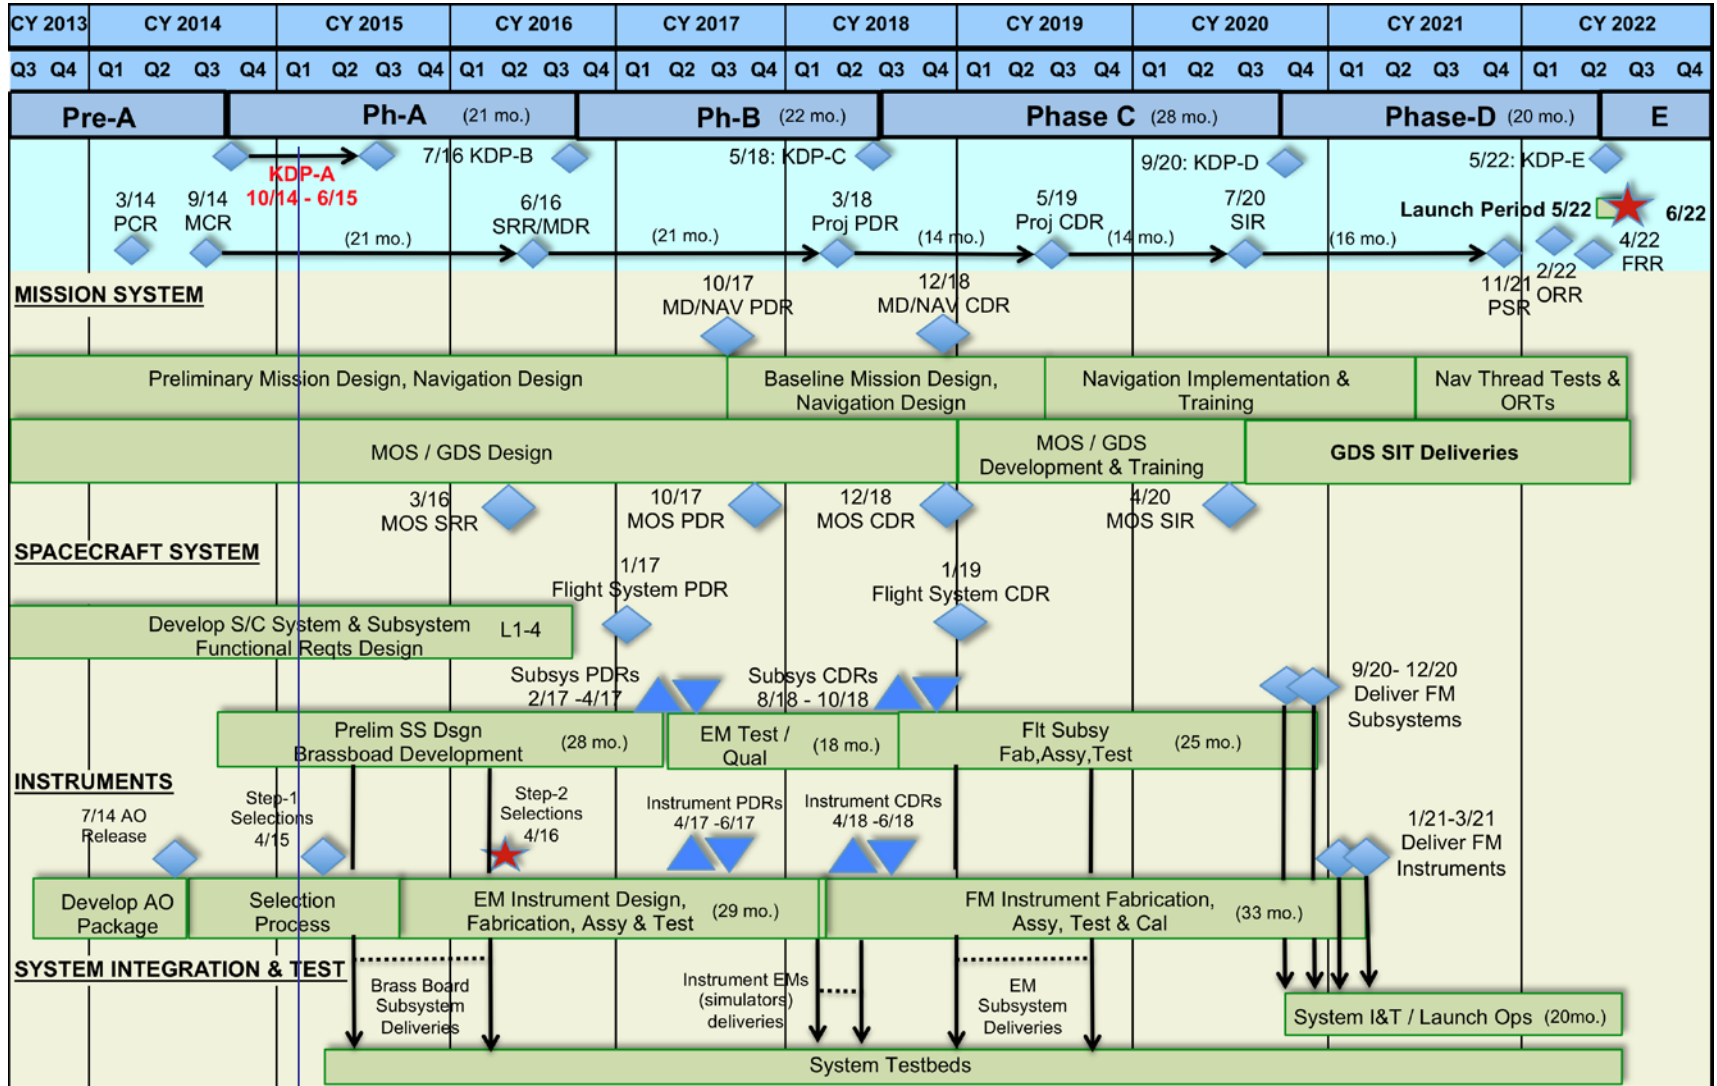 CY 2013 CY 2014 CY 2015 CY 2016 CY 2017 CY 2018 CY 2019 CY 2020 CY 2021 CY 2022
Q3 Q4 Q1 Q2 Q3 Q4 Q1 Q2 Q3 Q4 Q1 Q2 Q3 Q4 Q1 Q2 Q3 Q4 Q1 Q2 Q3 Q4 Q1 Q2 Q3 Q4 Q1 Q2 Q3 Q4 Q1 Q2 Q3 Q4 Q1 Q2 Q3 Q4
Pre-A
Ph-A (21 mo.)
Ph-B (22 mo.)
Phase C (28 mo.)
Phase-D (20 mo.)
E
KDP-A
10/14 - 6/15
7/16 KDP-B
5/18: KDP-C
9/20: KDP-D
5/22: KDP-E
3/14
PCR
9/14
MCR
(21 mo.)
6/16
SRR/MDR
(21 mo.)
3/18
Proj PDR
(14 mo.)
5/19
Proj CDR
(14 mo.)
7/20
SIR
(16 mo.)
Launch Period 5/22
6/22
11/21
PSR
2/22
ORR
4/22
FRR
MISSION SYSTEM
10/17
MD/NAV PDR
12/18
MD/NAV CDR
Preliminary Mission Design, Navigation Design
Baseline Mission Design,
Navigation Design
Navigation Implementation &
Training
Nav Thread Tests &
ORTs
MOS / GDS Design
MOS / GDS
Development & Training
GDS SIT Deliveries
3/16
MOS SRR
10/17
MOS PDR
12/18
MOS CDR
4/20
MOS SIR
SPACECRAFT SYSTEM
1/17
Flight System PDR
1/19
Flight System CDR
Develop S/C System & Subsystem
Functional Reqts Design
L1-4
Subsys PDRs
2/17 -4/17
Subsys CDRs
8/18 - 10/18
9/20- 12/20
Deliver FM
Subsystems
Prelim SS Dsgn
Brassboad Development
(28 mo.)
EM Test /
Qual
(18 mo.)
Flt Subsy
Fab,Assy,Test
(25 mo.)
INSTRUMENTS
7/14 AO
Release
Step-1
Selections
4/15
Step-2
Selections
4/16
Instrument PDRs
4/17 -6/17
Instrument CDRs
4/18 -6/18
1/21-3/21
Deliver FM
Instruments
Develop AO
Package
Selection
Process
EM Instrument Design,
Fabrication, Assy & Test
(29 mo.)
FM Instrument Fabrication,
Assy, Test & Cal
(33 mo.)
SYSTEM INTEGRATION & TEST
Brass Board
Subsystem
Deliveries
Instrument EMs
(simulators)
deliveries
EM
Subsystem
Deliveries
System I&T / Launch Ops (20mo.)
System Testbeds